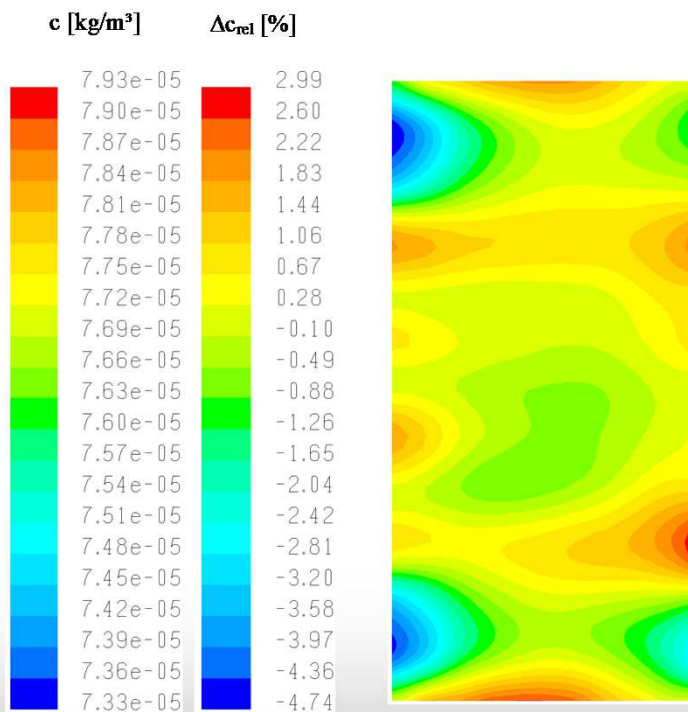 c [kg/m³] Δc_rel [%]
7.93e-05 2.99
7.90e-05 2.60
7.87e-05 2.22
7.84e-05 1.83
7.81e-05 1.44
7.78e-05 1.06
7.75e-05 0.67
7.72e-05 0.28
7.69e-05 -0.10
7.66e-05 -0.49
7.63e-05 -0.88
7.60e-05 -1.26
7.57e-05 -1.65
7.54e-05 -2.04
7.51e-05 -2.42
7.48e-05 -2.81
7.45e-05 -3.20
7.42e-05 -3.58
7.39e-05 -3.97
7.36e-05 -4.36
7.33e-05 -4.74